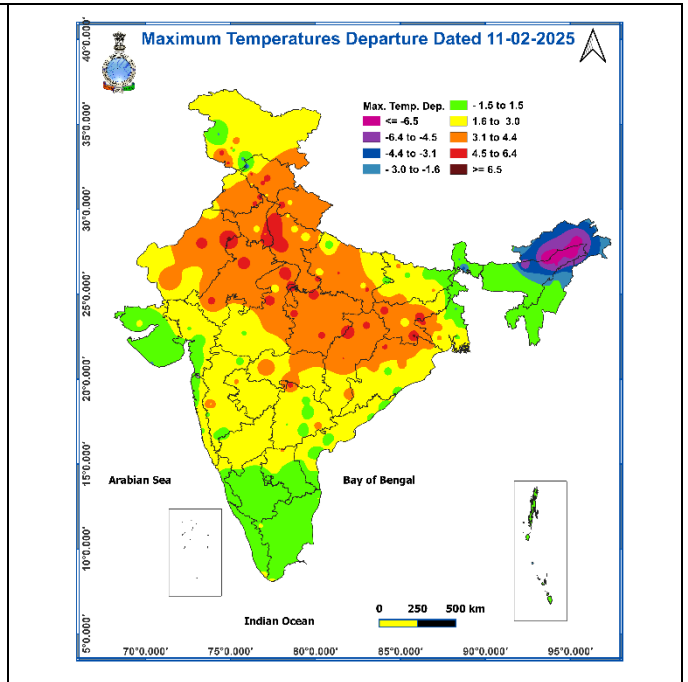 Maximum Temperatures Departure Dated 11-02-2025
Max. Temp. Dep.
<= -6.5
-6.4 to -4.5
-4.4 to -3.1
- 3.0 to -1.6
- 1.5 to 1.5
1.6 to 3.0
3.1 to 4.4
4.5 to 6.4
>= 6.5
40°0.000'
35°0.000'
30°0.000'
25°0.000'
20°0.000'
15°0.000'
10°0.000'
5°0.000'
Arabian Sea
Bay of Bengal
Indian Ocean
0 250 500 km
70°0.000' 75°0.000' 80°0.000' 85°0.000' 90°0.000' 95°0.000'